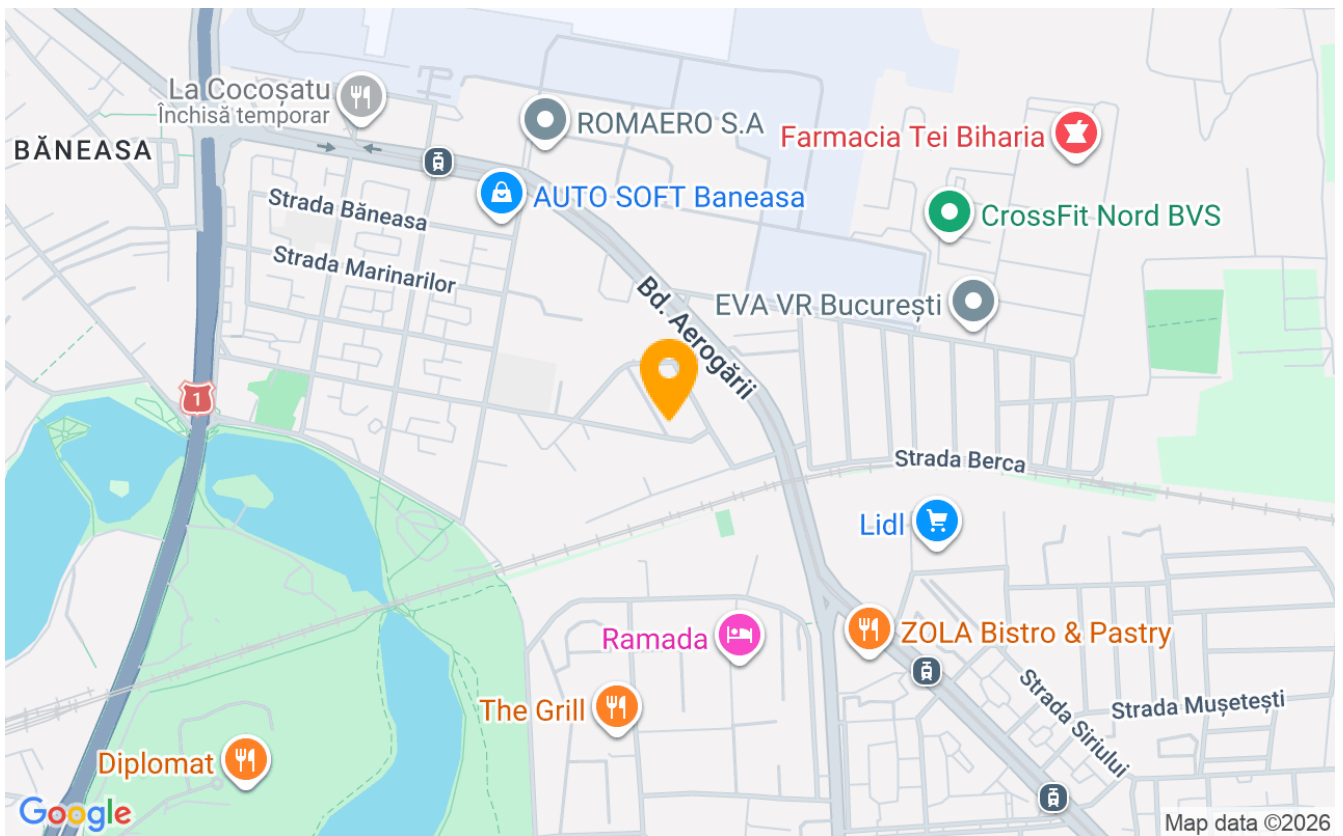 La Cocoșatu
Închisă temporar
BĂNEASA
ROMAERO S.A
Farmacia Tei Biharia
AUTO SOFT Baneasa
Strada Băneasa
CrossFit Nord BVS
Strada Marinarilor
Bd. Aerogării
EVA VR București
1
Strada Berca
Lidl
Ramada
ZOLA Bistro & Pastry
The Grill
Strada Mușetești
Strada Siriului
Diplomat
Google
Map data ©2026